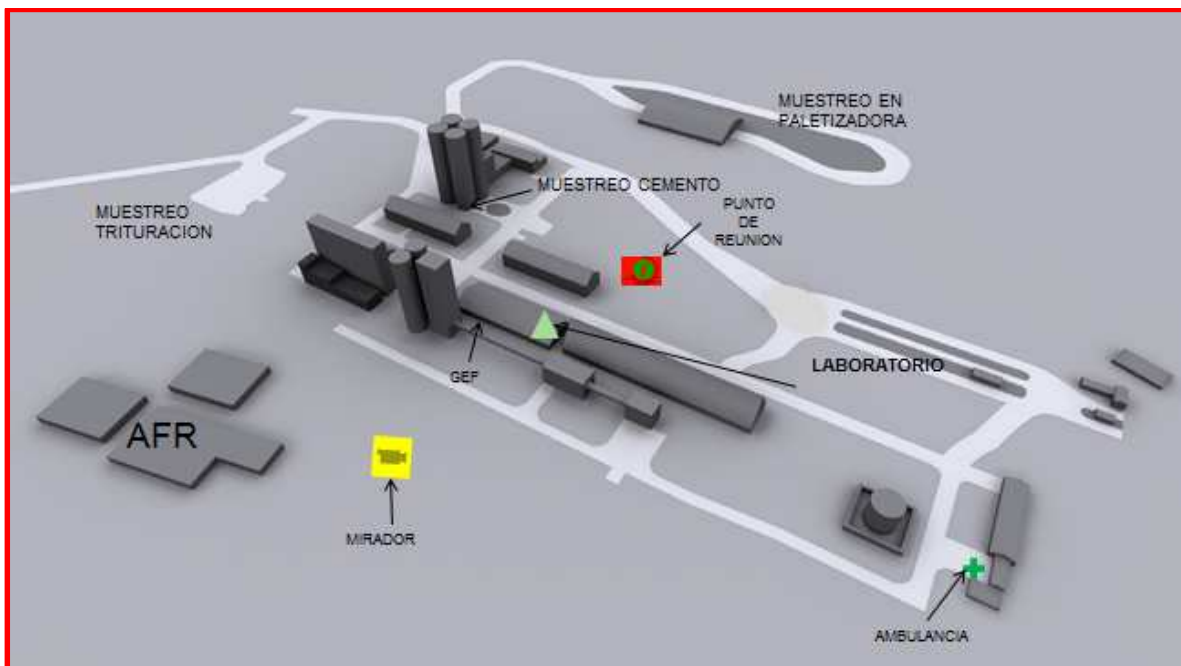 MUESTREO EN
PALETIZADORA
MUESTREO CEMENTO
PUNTO
DE
REUNION
MUESTREO
TRITURACION
LABORATORIO
GEF
AFR
MIRADOR
AMBULANCIA